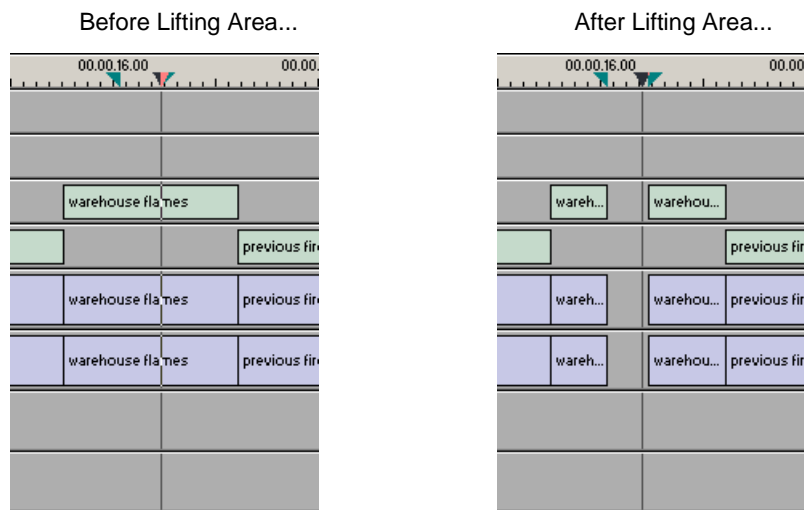 Before Lifting Area...
After Lifting Area...
00.00.16.00
00.00.
warehouse flames
previous fir
warehouse flames
previous fir
warehouse flames
previous fir
00.00.16.00
00.00
wareh...
warehou...
previous fir
wareh...
warehou...
previous fir
wareh...
warehou...
previous fir